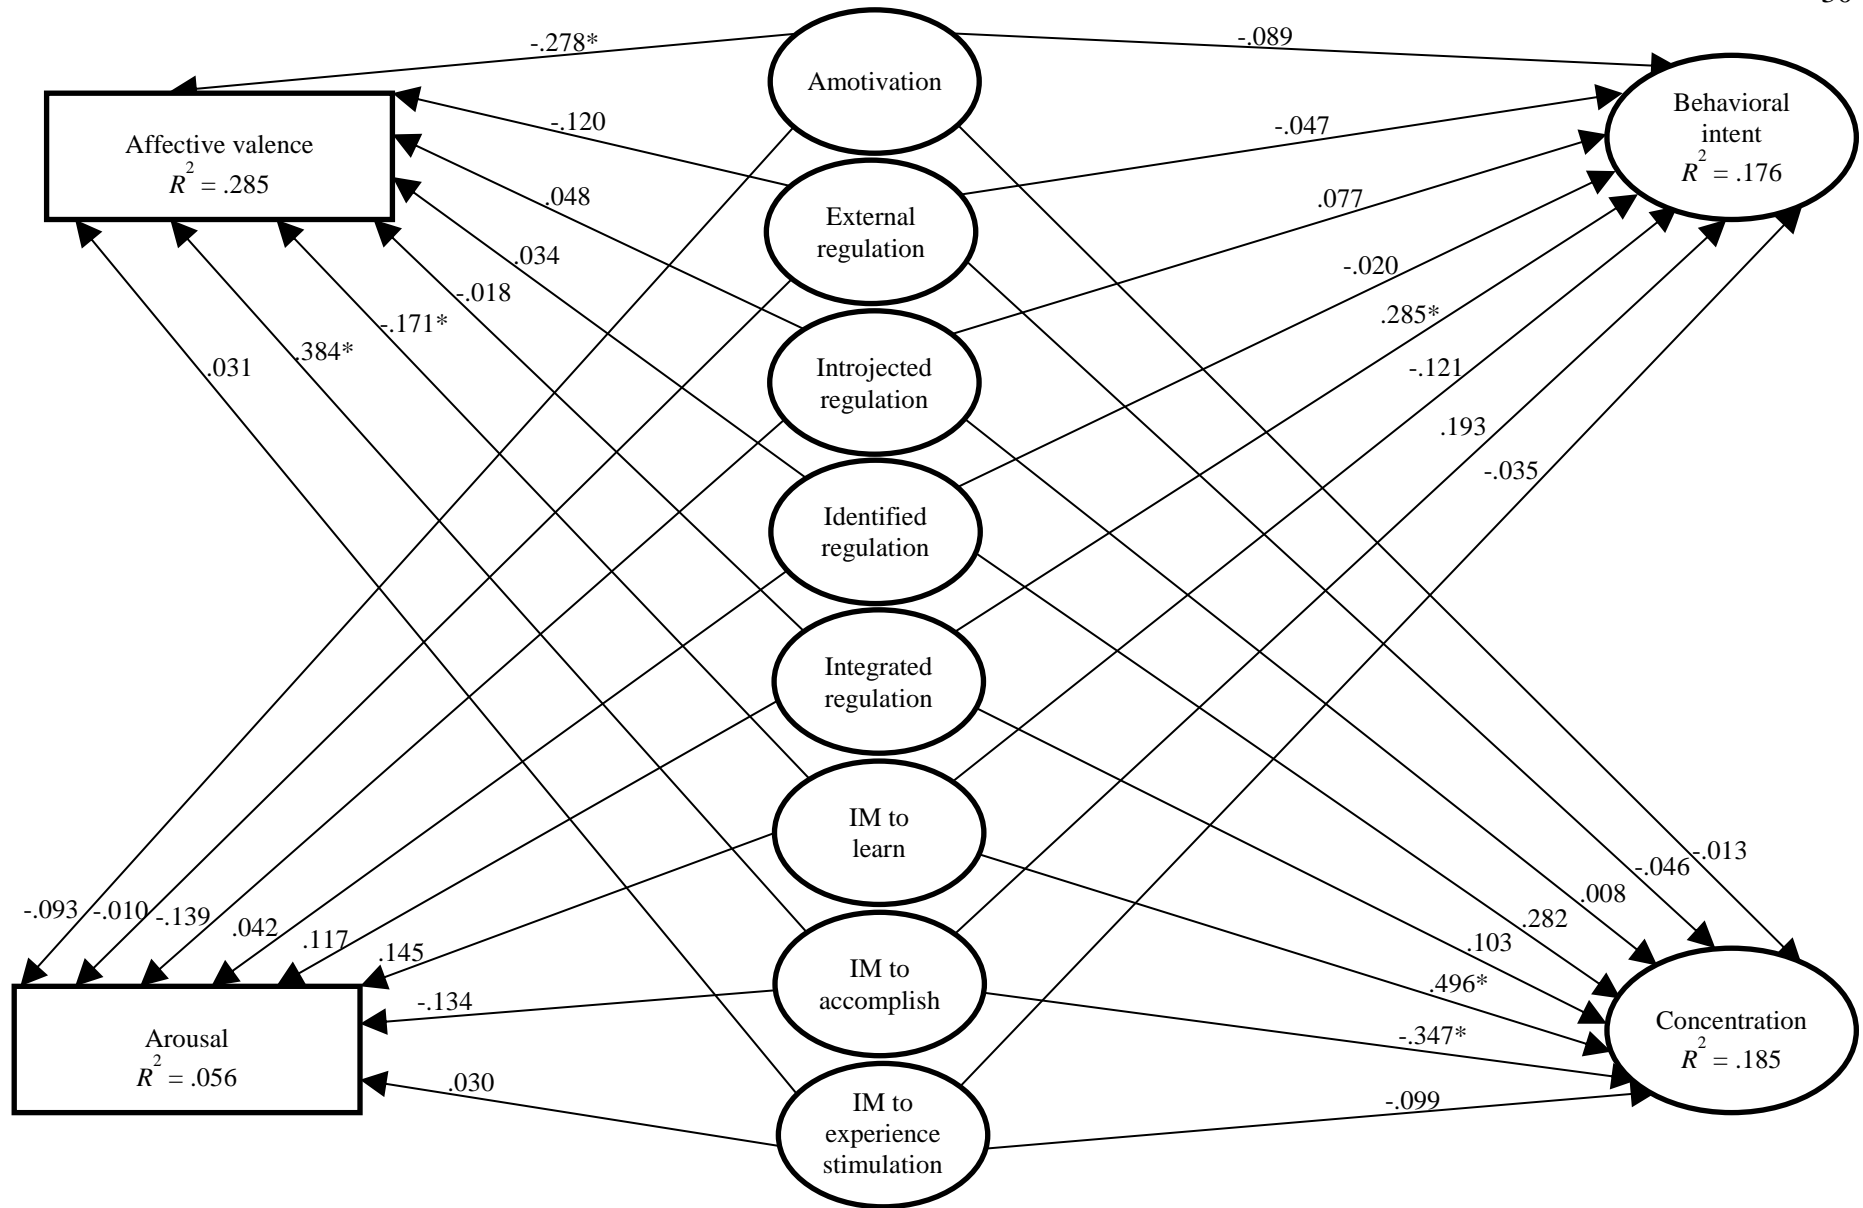 -.278*
-.089
Amotivation
Behavioral
intent
R² = .176
Affective valence
R² = .285
-.120
-.047
.048
.077
External
regulation
.034
-.020
-.018
.285*
-.171*
-.121
.384*
.031
Introjected
regulation
.193
-.035
Identified
regulation
Integrated
regulation
IM to
learn
-.093
-.010
-.139
.042
.117
.145
-.013
-.046
.008
.282
.103
.496*
IM to
accomplish
-.134
-.347*
Arousal
R² = .056
Concentration
R² = .185
.030
-.099
IM to
experience
stimulation